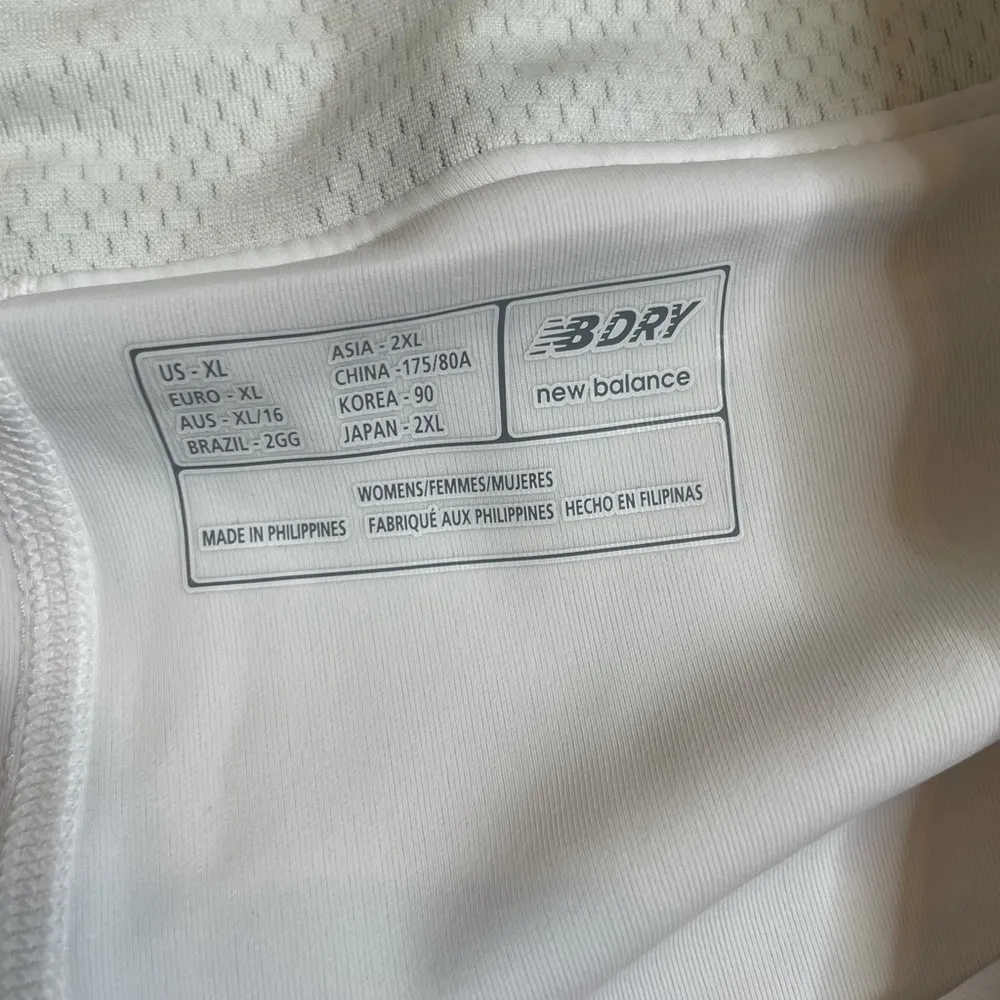 US - XL
EURO - XL
AUS - XL/16
BRAZIL - 2GG
ASIA - 2XL
CHINA -175/80A
KOREA - 90
JAPAN - 2XL
NB DRY
new balance
WOMENS/FEMMES/MUJERES
MADE IN PHILIPPINES FABRIQUÉ AUX PHILIPPINES HECHO EN FILIPINAS